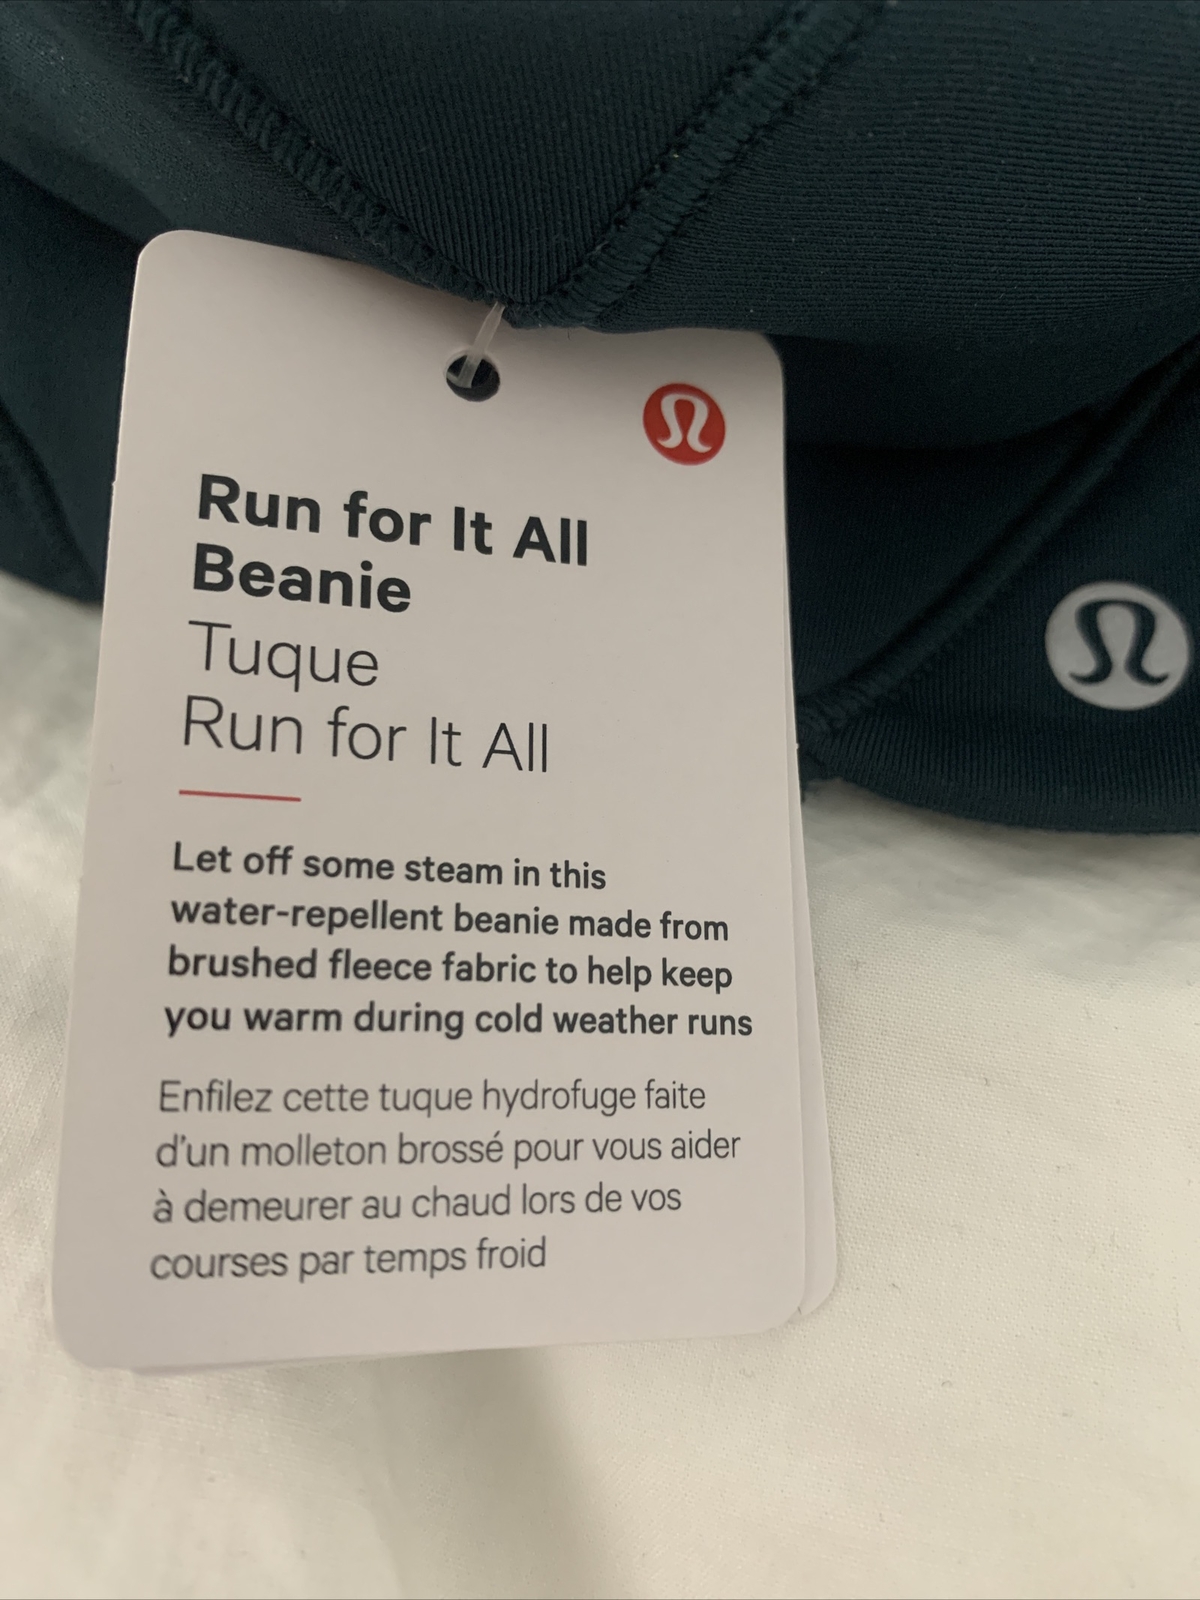 Run for It All
Beanie
Tuque
Run for It All
Let off some steam in this
water-repellent beanie made from
brushed fleece fabric to help keep
you warm during cold weather runs
Enfilez cette tuque hydrofuge faite
d'un molleton brossé pour vous aider
à demeurer au chaud lors de vos
courses par temps froid